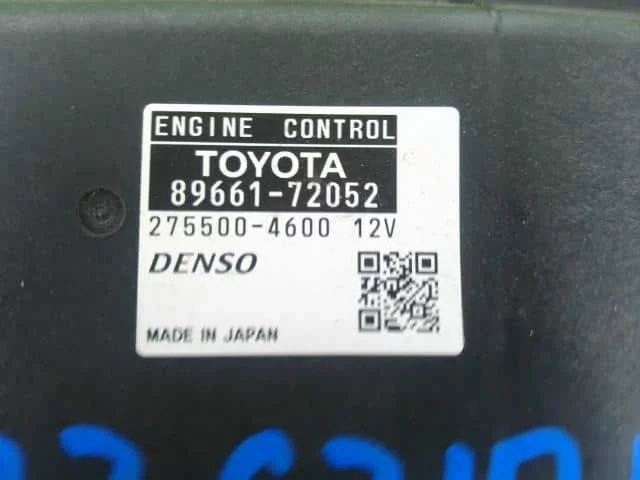 ENGINE CONTROL
TOYOTA
89661-72052
275500-4600 12V
DENSO
MADE IN JAPAN